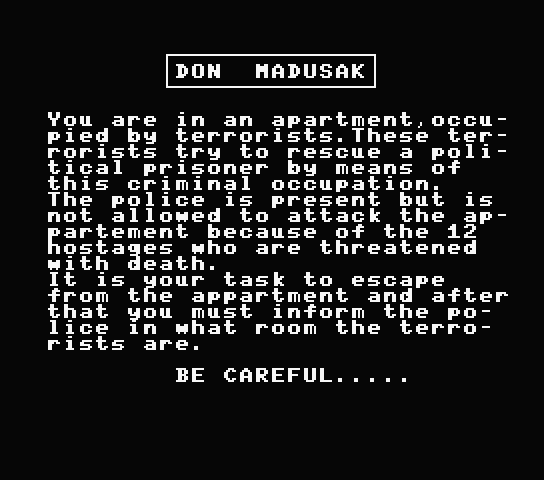 DON  MADUSAK
You are in an apartment,occu-
pied by terrorists.These ter-
rorists try to rescue a poli-
tical prisoner by means of
this criminal occupation.
The police is present but is
not allowed to attack the ap-
partement because of the 12
hostages who are threatened
with death.
It is your task to escape
from the appartment and after
that you must inform the po-
lice in what room the terro-
rists are.
BE CAREFUL.....